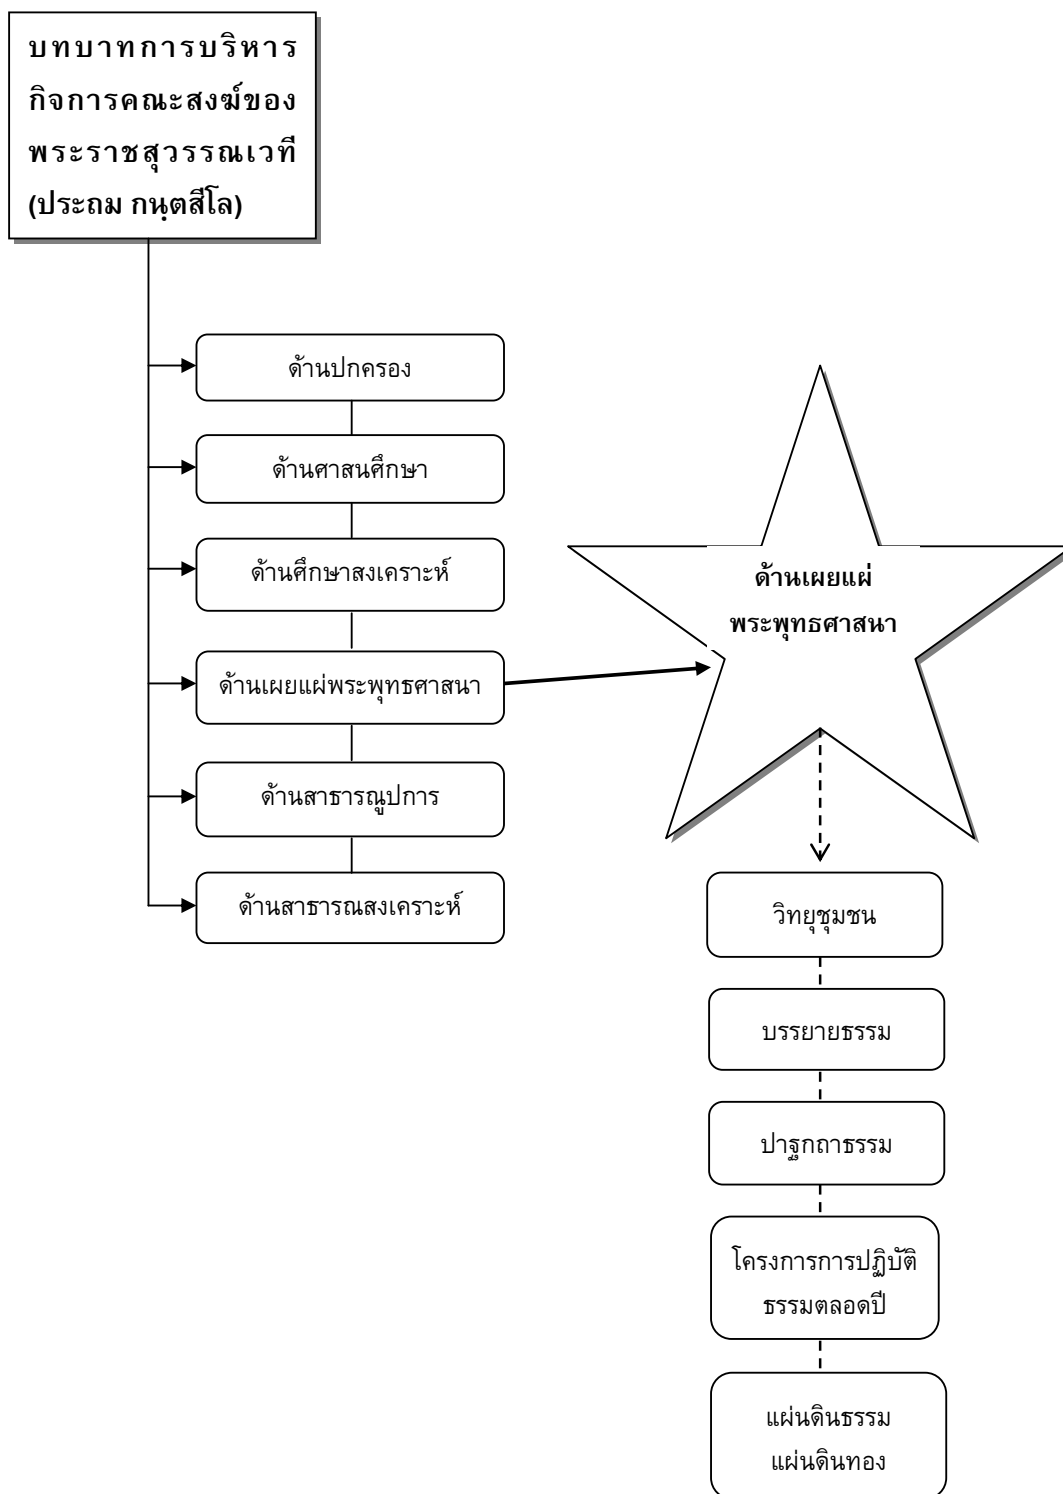 บทบาทการบริหาร
กิจการคณะสงฆ์ของ
พระราชสุวรรณเวที
(ประถม กนฺตสีโล)
ด้านปกครอง
ด้านศาสนศึกษา
ด้านศึกษาสงเคราะห์
ด้านเผยแผ่พระพุทธศาสนา
ด้านสาธารณูปการ
ด้านสาธารณสงเคราะห์
ด้านเผยแผ่
พระพุทธศาสนา
วิทยุชุมชน
บรรยายธรรม
ปาฐกถาธรรม
โครงการการปฏิบัติ
ธรรมตลอดปี
แผ่นดินธรรม
แผ่นดินทอง